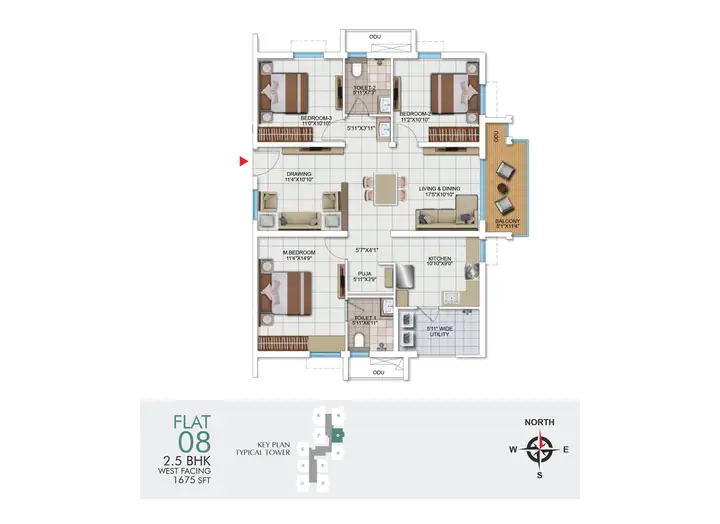 ODU
TOILET-2
5'11"X7'3"
BEDROOM-3
11'0"X10'10"
BEDROOM-2
11'2"X10'10"
5'11"X3'11"
ODU
DRAWING
11'4"X10'10"
LIVING & DINING
17'5"X10'10"
BALCONY
5'1"X11'4"
M.BEDROOM
11'4"X14'9"
5'7"X4'1"
KITCHEN
10'10"X9'0"
PUJA
5'11"X3'9"
TOILET-1
5'11"X8'11"
5'11" WIDE
UTILITY
ODU
FLAT
08
2.5 BHK
WEST FACING
1675 SFT
KEY PLAN
TYPICAL TOWER
NORTH
W
E
S